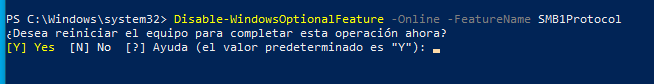 PS C:\Windows\system32> Disable-WindowsOptionalFeature -Online -FeatureName SMB1Protocol
¿Desea reiniciar el equipo para completar esta operación ahora?
[Y] Yes  [N] No  [?] Ayuda (el valor predeterminado es "Y"):